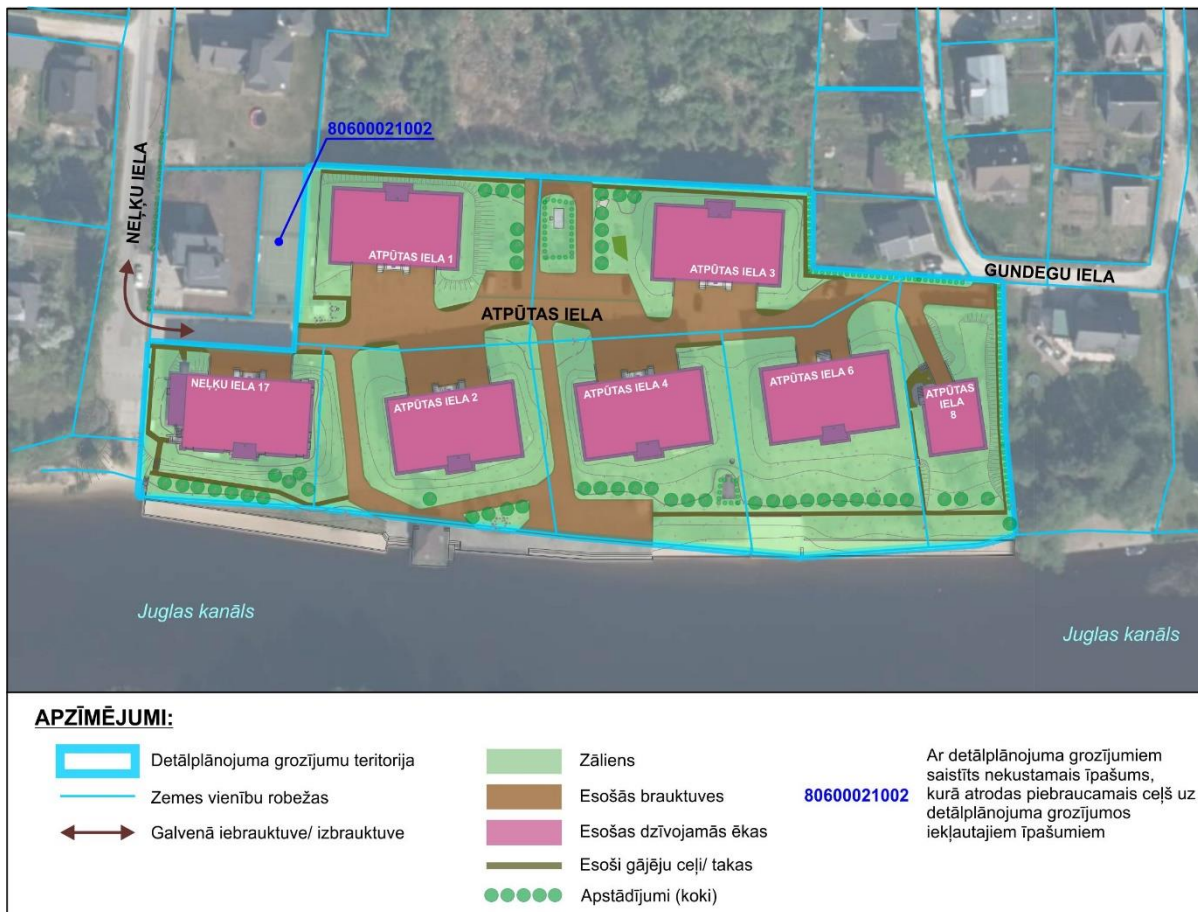 80600021002
NEĻĶU IELA
ATPŪTAS IELA 1
ATPŪTAS IELA 3
GUNDEGU IELA
ATPŪTAS IELA
NEĻĶU IELA 17
ATPŪTAS IELA 2
ATPŪTAS IELA 4
ATPŪTAS IELA 6
ATPŪTAS
IELA
8
Juglas kanāls
Juglas kanāls
APZĪMĒJUMI:
Detālplānojuma grozījumu teritorija
Zemes vienību robežas
Galvenā iebrauktuve/ izbrauktuve
Zāliens
Esošās brauktuves
Esošas dzīvojamās ēkas
Esoši gājēju ceļi/ takas
Apstādījumi (koki)
80600021002
Ar detālplānojuma grozījumiem
saistīts nekustamais īpašums,
kurā atrodas piebraucamais ceļš uz
detālplānojuma grozījumos
iekļautajiem īpašumiem